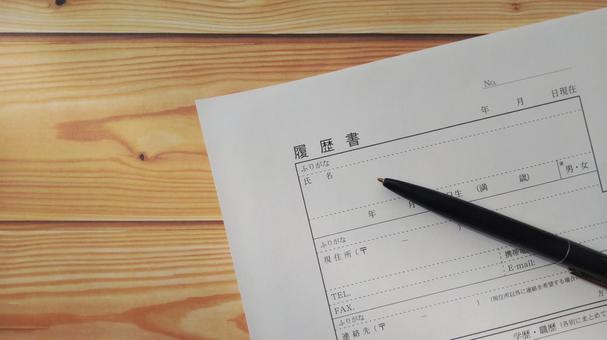 No.
年 月 日現在
履歴書
ふりがな
氏 名
※
男・女
年 月 日生 (満 歳)
ふりがな
現住所(〒 － )
携帯
TEL.
E-mail:
FAX.
ふりがな
(現住所以外に連絡を希望する場合
連絡先(〒 － )
方
学歴・職歴(各別にまとめて